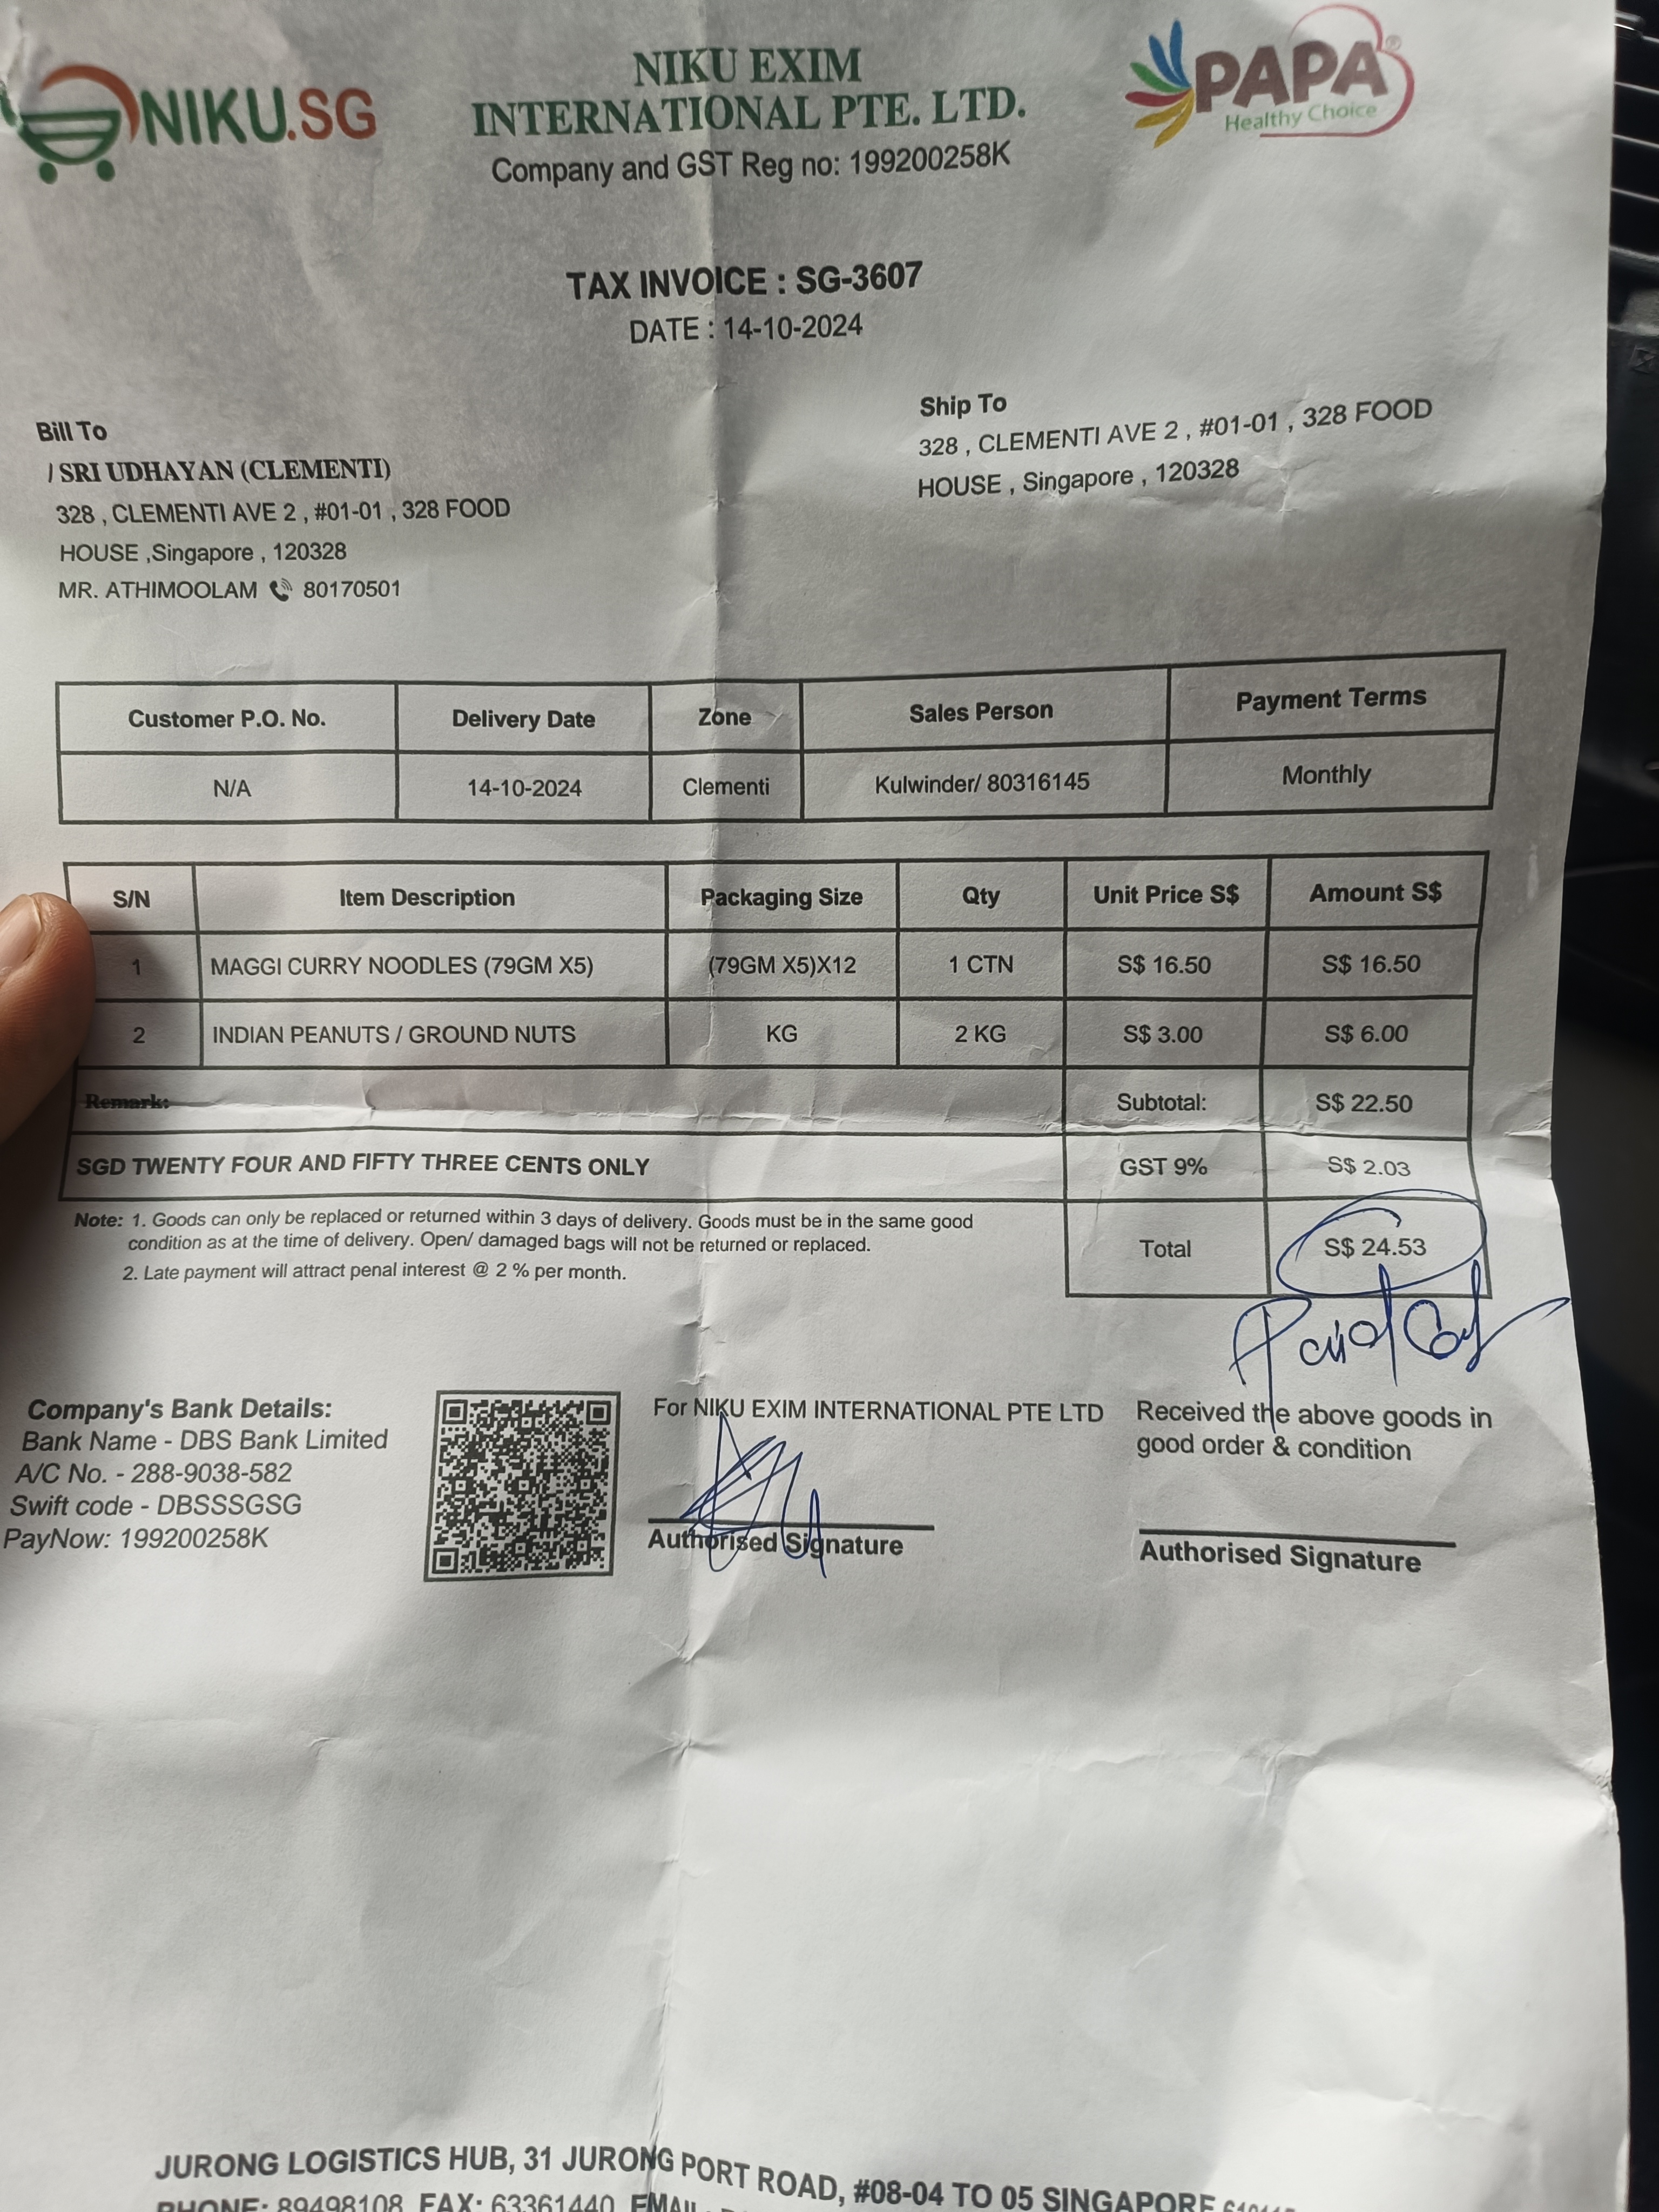 NIKU.SG
NIKU EXIM
INTERNATIONAL PTE. LTD.
Company and GST Reg no: 199200258K
PAPA®
Healthy Choice
TAX INVOICE : SG-3607
DATE : 14-10-2024
Bill To
/ SRI UDHAYAN (CLEMENTI)
328 , CLEMENTI AVE 2 , #01-01 , 328 FOOD
HOUSE ,Singapore , 120328
MR. ATHIMOOLAM 80170501
Ship To
328 , CLEMENTI AVE 2 , #01-01 , 328 FOOD
HOUSE , Singapore , 120328
Customer P.O. No. Delivery Date Zone Sales Person Payment Terms
N/A 14-10-2024 Clementi Kulwinder/ 80316145 Monthly
S/N Item Description Packaging Size Qty Unit Price S$ Amount S$
1 MAGGI CURRY NOODLES (79GM X5) (79GM X5)X12 1 CTN S$ 16.50 S$ 16.50
2 INDIAN PEANUTS / GROUND NUTS KG 2 KG S$ 3.00 S$ 6.00
Remark: Subtotal: S$ 22.50
SGD TWENTY FOUR AND FIFTY THREE CENTS ONLY GST 9% S$ 2.03
Total S$ 24.53
Note: 1. Goods can only be replaced or returned within 3 days of delivery. Goods must be in the same good
condition as at the time of delivery. Open/ damaged bags will not be returned or replaced.
2. Late payment will attract penal interest @ 2 % per month.
Paid
Company's Bank Details:
Bank Name - DBS Bank Limited
A/C No. - 288-9038-582
Swift code - DBSSSGSG
PayNow: 199200258K
For NIKU EXIM INTERNATIONAL PTE LTD
Authorised Signature
Received the above goods in
good order & condition
Authorised Signature
JURONG LOGISTICS HUB, 31 JURONG PORT ROAD, #08-04 TO 05 SINGAPORE
PHONE: 89498108 FAX: 63361440 EMAIL